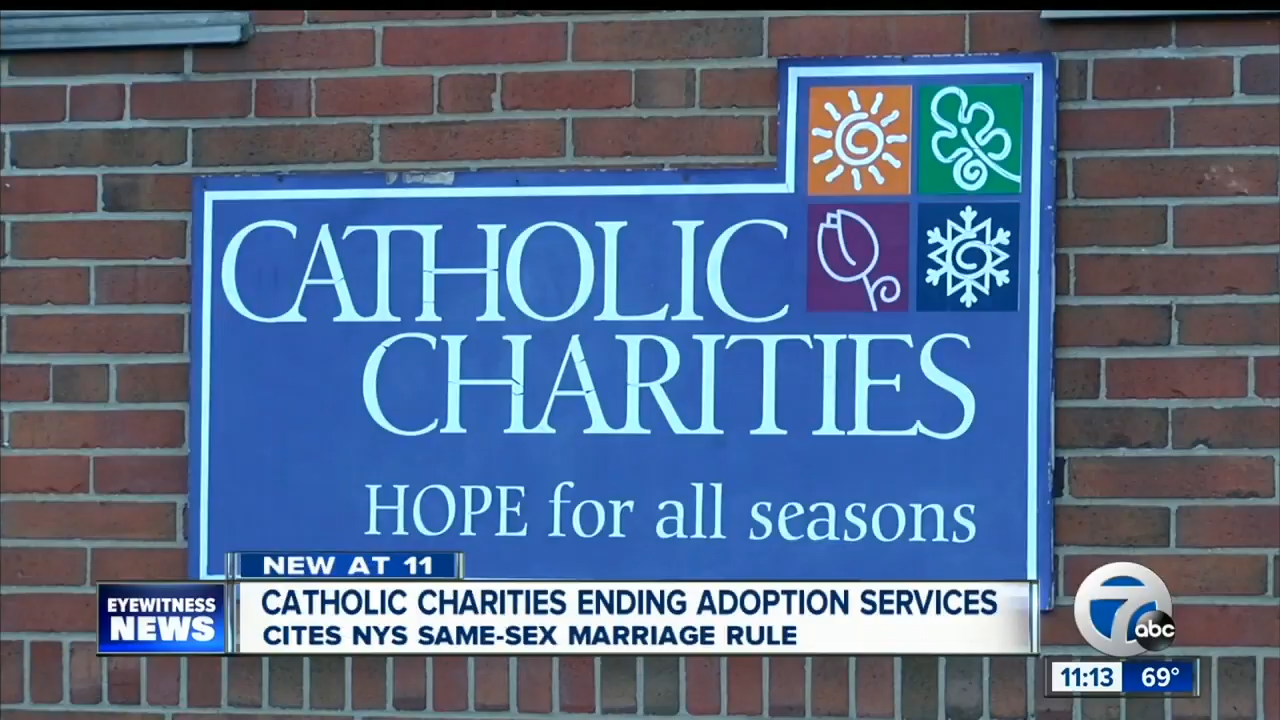 CATHOLIC
CHARITIES
HOPE for all seasons
NEW AT 11
EYEWITNESS
NEWS
CATHOLIC CHARITIES ENDING ADOPTION SERVICES
CITES NYS SAME-SEX MARRIAGE RULE
7
abc
11:13 69°